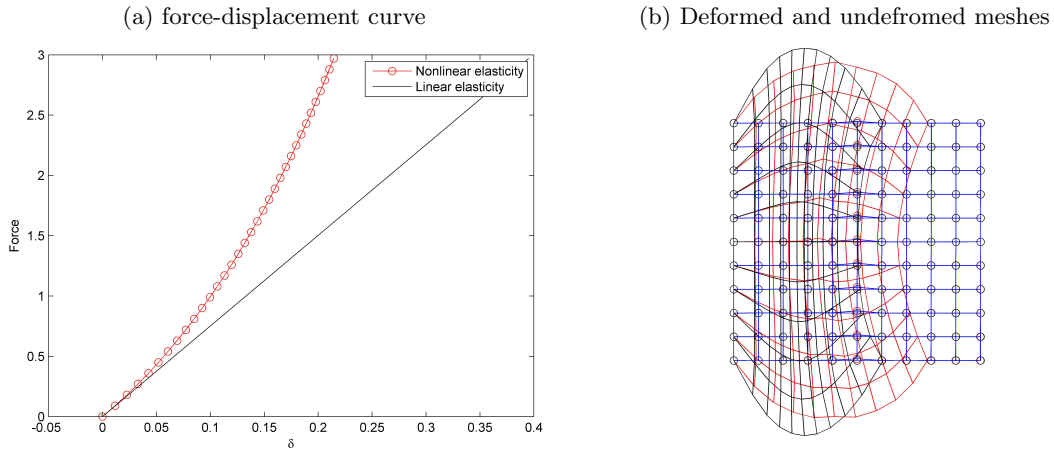 (a) force-displacement curve
(b) Deformed and undefromed meshes
3
2.5
2
1.5
1
0.5
0
Force
Nonlinear elasticity
Linear elasticity
-0.05 0 0.05 0.1 0.15 0.2 0.25 0.3 0.35 0.4
δ